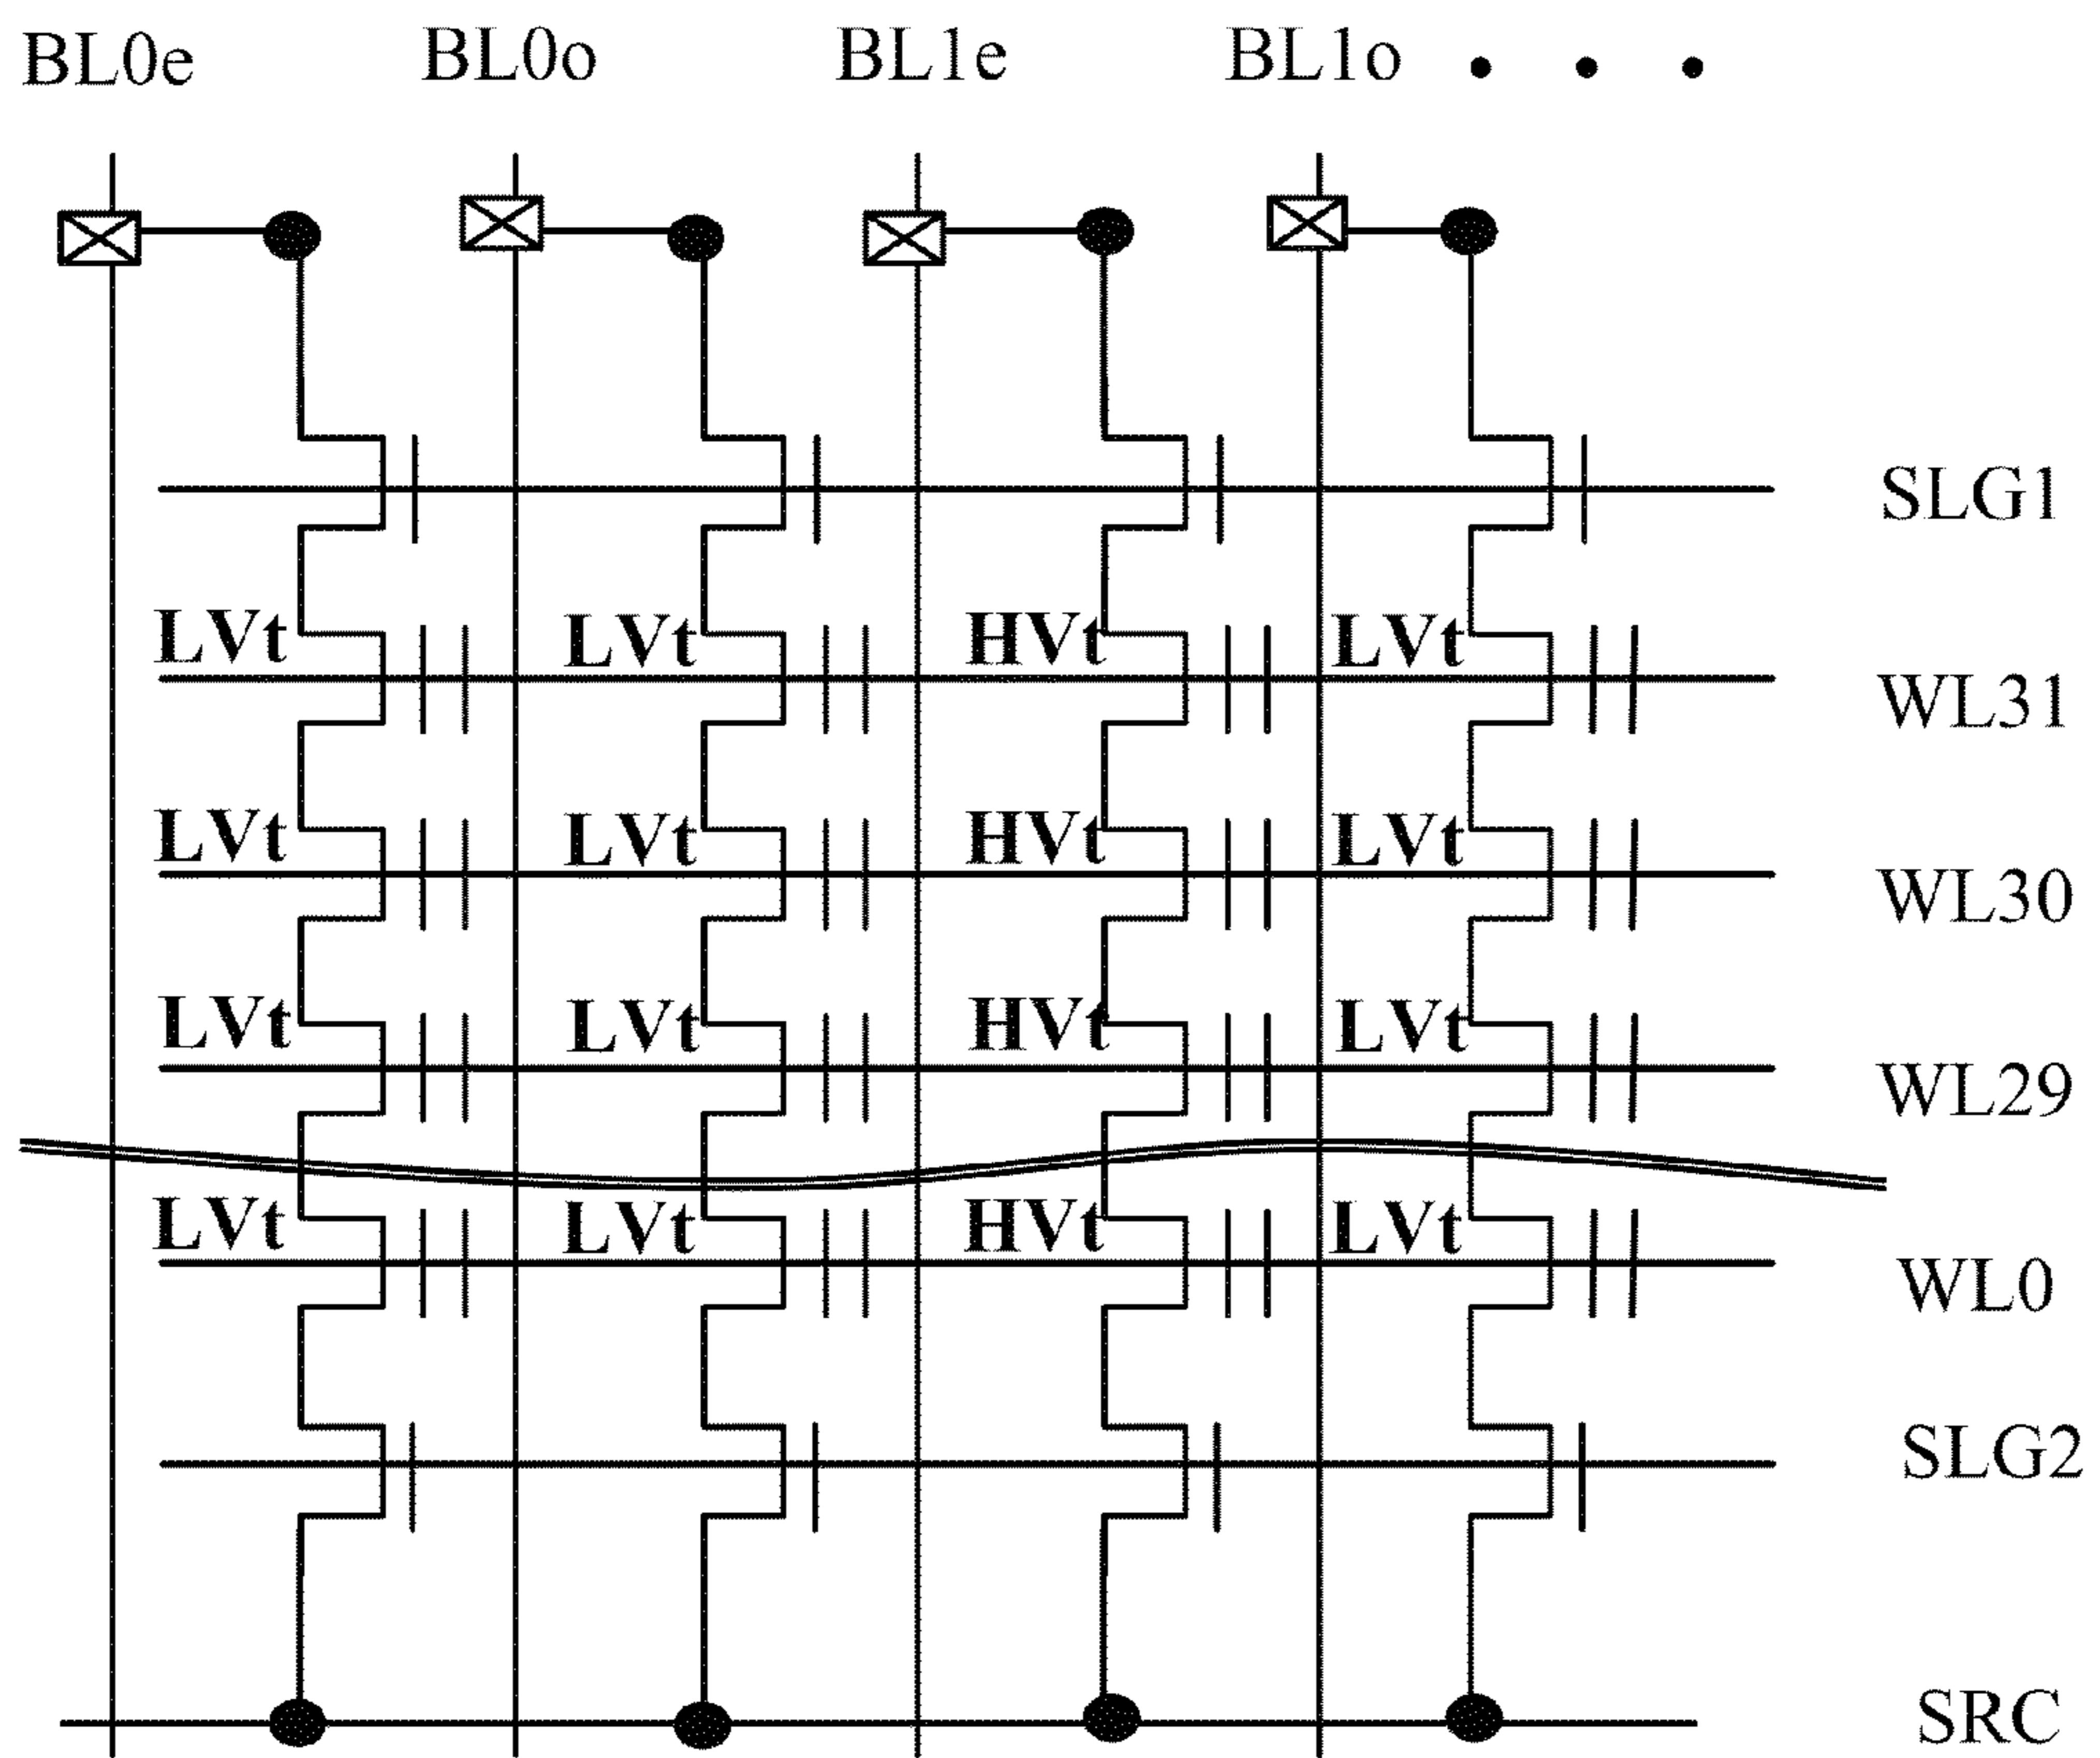 BL0e BL0o BL1e BL1o • • •
SLG1
LVt LVt HVt LVt
WL31
LVt LVt HVt LVt
WL30
LVt LVt HVt LVt
WL29
LVt LVt HVt LVt
WL0
SLG2
SRC